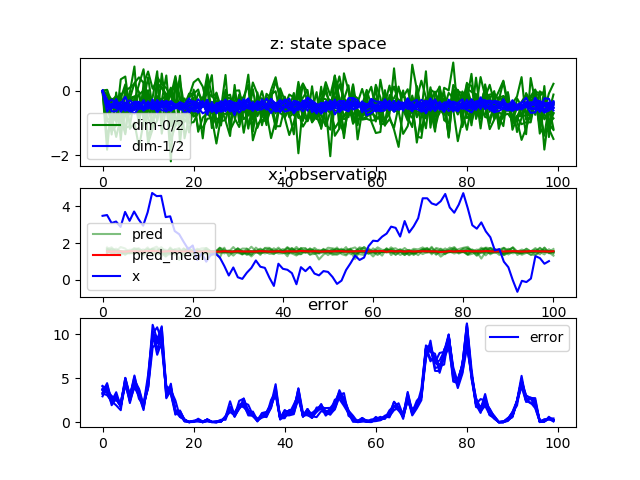 z: state space
0
−2
dim-0/2
dim-1/2
0 20 40 60 80 100
x: observation
4
2
0
pred
pred_mean
x
0 20 40 60 80 100
error
10
5
0
error
0 20 40 60 80 100